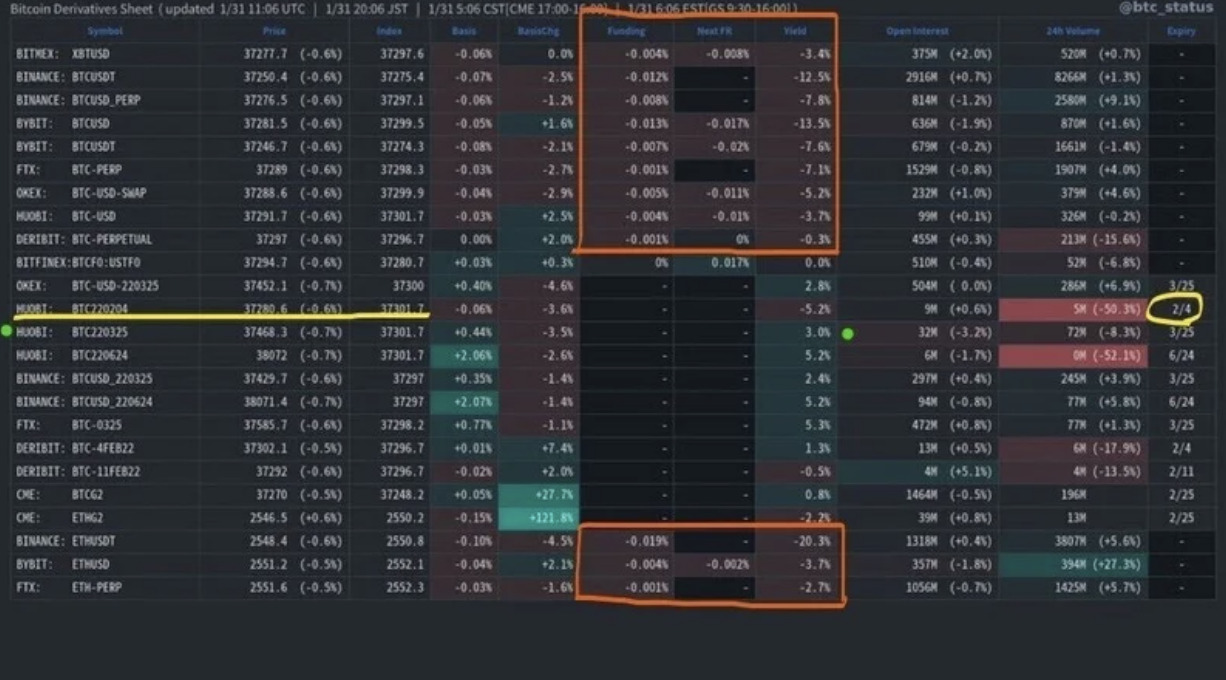 Bitcoin Derivatives Sheet ( updated 1/31 11:06 UTC | 1/31 20:06 JST | 1/31 5:06 CST[CME 17:00-16:00) | 1/31 6:06 EST(GS 9:30-16:00)) @btc_status
Symbol Price Index Basis BasisChg Funding Next FR Yield Open Interest 24h Volume Expiry
BITMEX: XBTUSD 37277.7 (-0.6%) 37297.6 -0.06% 0.0% -0.004% -0.008% -3.4% 375M (+2.0%) 520M (+0.7%) -
BINANCE: BTCUSDT 37250.4 (-0.6%) 37275.4 -0.07% -2.5% -0.012% - -12.5% 2916M (+0.7%) 8266M (+1.3%) -
BINANCE: BTCUSD_PERP 37276.5 (-0.6%) 37297.1 -0.06% -1.2% -0.008% - -7.8% 814M (-1.2%) 2580M (+9.1%) -
BYBIT: BTCUSD 37281.5 (-0.6%) 37299.5 -0.05% +1.6% -0.013% -0.017% -13.5% 636M (-1.9%) 870M (+1.6%) -
BYBIT: BTCUSDT 37246.7 (-0.6%) 37274.3 -0.08% -2.1% -0.007% -0.02% -7.6% 679M (-0.2%) 1661M (-1.4%) -
FTX: BTC-PERP 37289 (-0.6%) 37298.3 -0.03% -2.7% -0.001% - -7.1% 1529M (-0.8%) 1907M (+4.0%) -
OKEX: BTC-USD-SWAP 37288.6 (-0.6%) 37299.9 -0.04% -2.9% -0.005% -0.011% -5.2% 232M (+1.0%) 379M (+4.6%) -
HUOBI: BTC-USD 37291.7 (-0.6%) 37301.7 -0.03% +2.5% -0.004% -0.01% -3.7% 99M (+0.1%) 326M (-0.2%) -
DERIBIT: BTC-PERPETUAL 37297 (-0.6%) 37296.7 0.00% +2.0% -0.001% 0% -0.3% 455M (+0.3%) 213M (-15.6%) -
BITFINEX:BTCF0:USTF0 37294.7 (-0.6%) 37280.7 +0.03% +0.3% 0% 0.017% 0.0% 510M (-0.4%) 52M (-6.8%) -
OKEX: BTC-USD-220325 37452.1 (-0.7%) 37300 +0.40% -4.6% - - 2.8% 504M ( 0.0%) 286M (+6.9%) 3/25
HUOBI: BTC220204 37280.6 (-0.6%) 37301.7 -0.06% -3.6% - - -5.2% 9M (+0.6%) 5M (-50.3%) 2/4
HUOBI: BTC220325 37468.3 (-0.7%) 37301.7 +0.44% -3.5% - - 3.0% 32M (-3.2%) 72M (-8.3%) 3/25
HUOBI: BTC220624 38072 (-0.7%) 37301.7 +2.06% -2.6% - - 5.2% 6M (-1.7%) 0M (-52.1%) 6/24
BINANCE: BTCUSD_220325 37429.7 (-0.6%) 37297 +0.35% -1.4% - - 2.4% 297M (+0.4%) 245M (+3.9%) 3/25
BINANCE: BTCUSD_220624 38071.4 (-0.7%) 37297 +2.07% -1.4% - - 5.2% 94M (-0.8%) 77M (+5.8%) 6/24
FTX: BTC-0325 37585.7 (-0.6%) 37298.2 +0.77% -1.1% - - 5.3% 472M (+0.8%) 77M (+1.3%) 3/25
DERIBIT: BTC-4FEB22 37302.1 (-0.5%) 37296.7 +0.01% +7.4% - - 1.3% 13M (+0.5%) 6M (-17.9%) 2/4
DERIBIT: BTC-11FEB22 37292 (-0.6%) 37296.7 -0.02% +2.0% - - -0.5% 4M (+5.1%) 4M (-13.5%) 2/11
CME: BTCG2 37270 (-0.5%) 37248.2 +0.05% +27.7% - - 0.8% 1464M (-0.5%) 196M 2/25
CME: ETHG2 2546.5 (+0.6%) 2550.2 -0.15% +121.8% - - -2.2% 39M (+0.8%) 13M 2/25
BINANCE: ETHUSDT 2548.4 (-0.6%) 2550.8 -0.10% -4.5% -0.019% - -20.3% 1318M (+0.4%) 3807M (+5.6%) -
BYBIT: ETHUSD 2551.2 (-0.5%) 2552.1 -0.04% +2.1% -0.004% -0.002% -3.7% 357M (-1.8%) 394M (+27.3%) -
FTX: ETH-PERP 2551.6 (-0.5%) 2552.3 -0.03% -1.6% -0.001% - -2.7% 1056M (-0.7%) 1425M (+5.7%) -